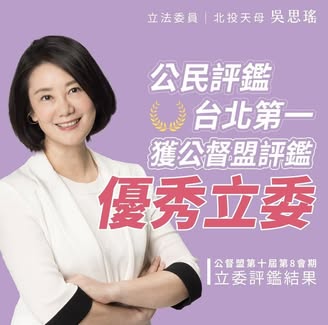 立法委員｜北投天母 吳思瑤
公民評鑑
台北第一
獲公督盟評鑑
優秀立委
公督盟第十屆第8會期
立委評鑑結果